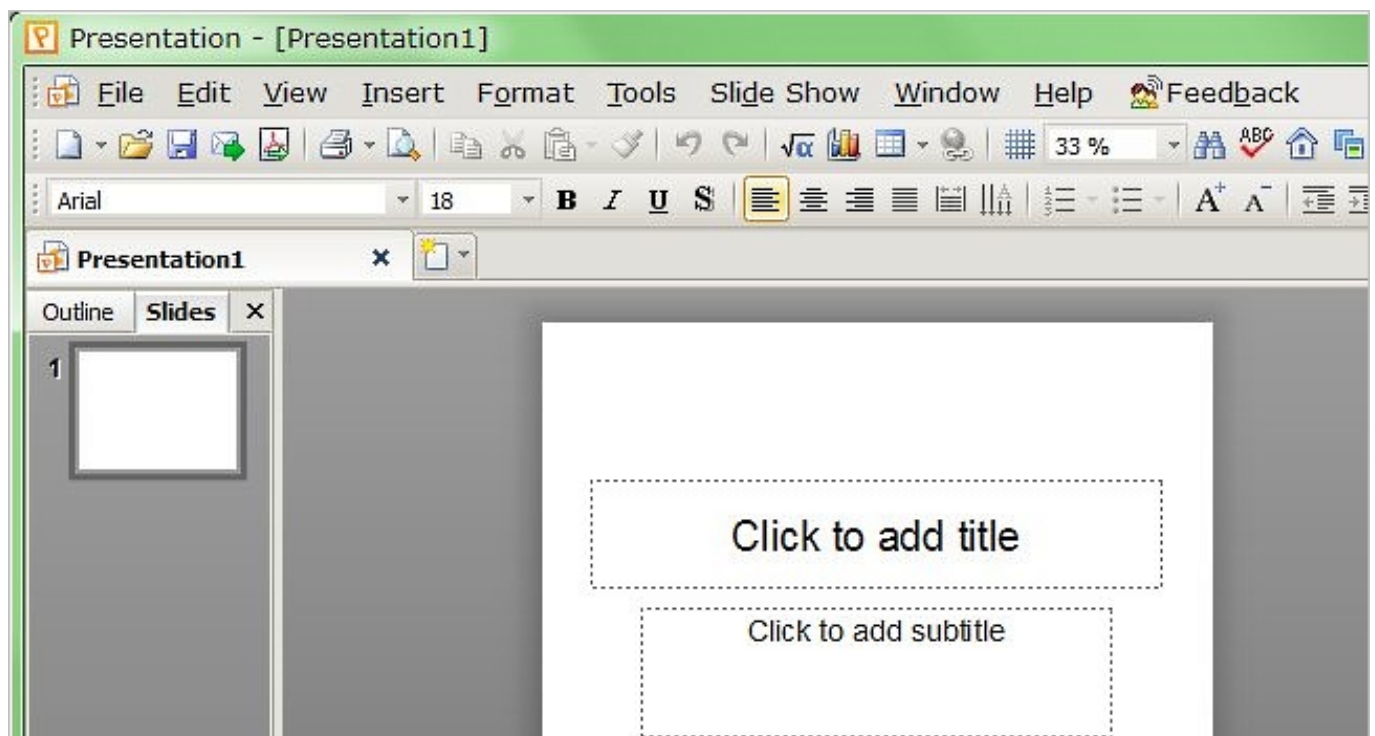 Presentation - [Presentation1]
File Edit View Insert Format Tools Slide Show Window Help Feedback
√α 33 % ABC
Arial 18 B I U S A+ A-
Presentation1
Outline Slides
1
Click to add title
Click to add subtitle